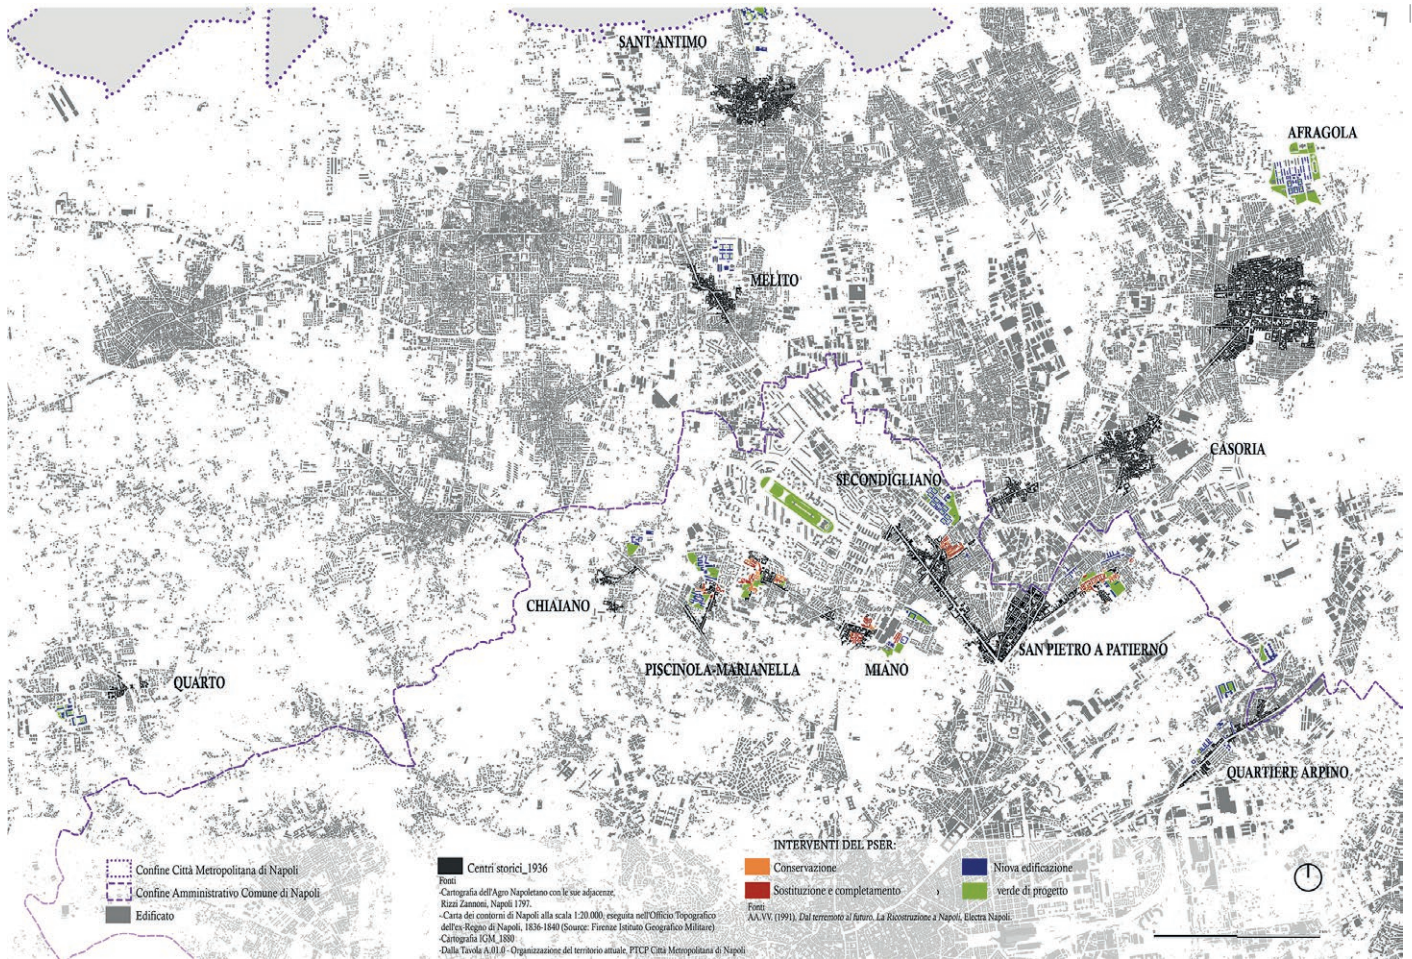 SANT'ANTIMO
AFRAGOLA
MELITO
CASORIA
SECONDIGLIANO
CHIAIANO
PISCINOLA-MARIANELLA
MIANO
SAN PIETRO A PATIERNO
QUARTO
QUARTIERE ARPINO
Confine Città Metropolitana di Napoli
Confine Amministrativo Comune di Napoli
Edificato
Centri storici_1936
Fonti
-Cartografia dell'Agro Napoletano con le sue adjacenze,
Rizzi Zannoni, Napoli 1797.
-Carta dei contorni di Napoli alla scala 1:20.000, eseguita nell'Officio Topografico
dell'ex-Regno di Napoli, 1836-1840 (Source: Firenze Istituto Geografico Militare)
-Cartografia IGM_1880
-Dalla Tavola A.01.0 - Organizzazione del territorio attuale, PTCP Città Metropolitana di Napoli
INTERVENTI DEL PSER:
Conservazione
Sostituzione e completamento
Niova edificazione
verde di progetto
Fonti
AA.VV. (1991), Dal terremoto al futuro. La Ricostruzione a Napoli, Electra Napoli.